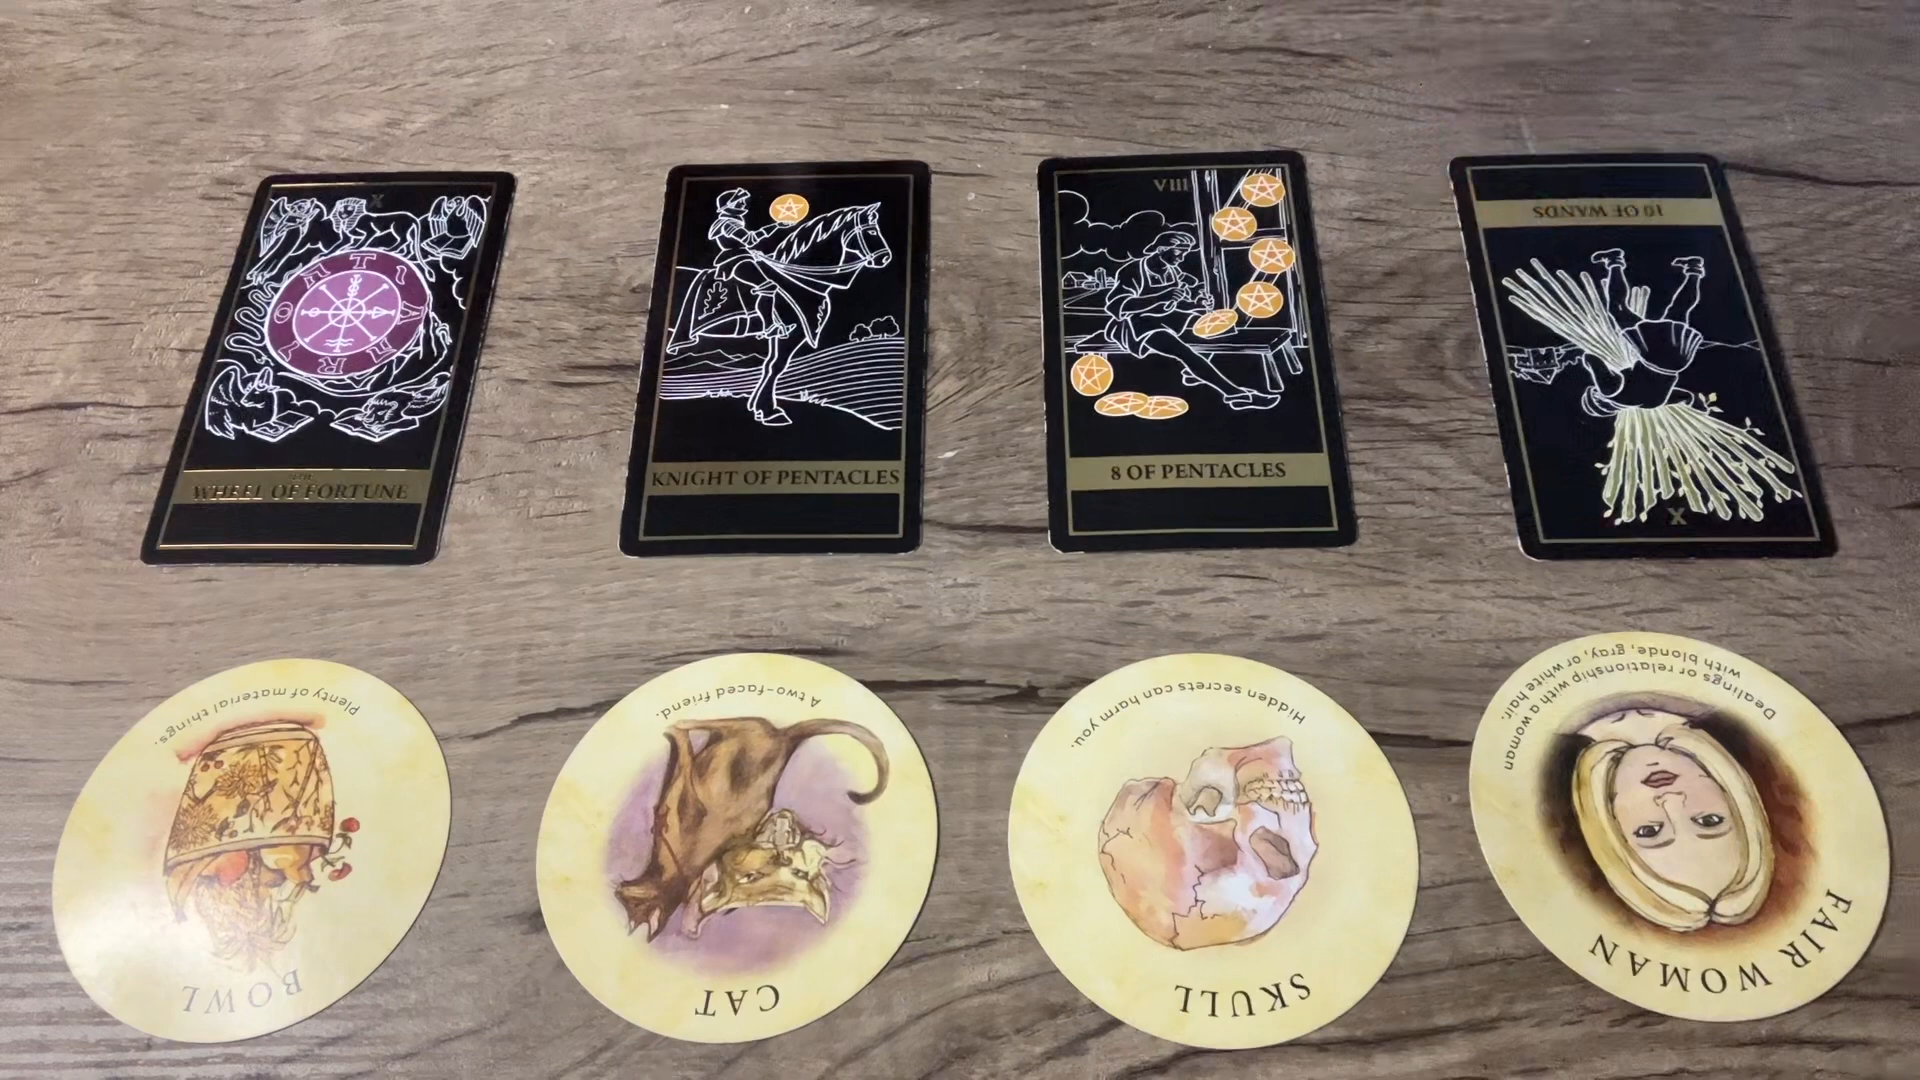 X
THE
WHEEL OF FORTUNE
KNIGHT OF PENTACLES
VIII
8 OF PENTACLES
10 OF WANDS
X
Plenty of material things.
BOWL
A two-faced friend.
CAT
Hidden secrets can harm you.
SKULL
Dealings or relationship with a woman
with blonde, gray, or white hair.
FAIR WOMAN